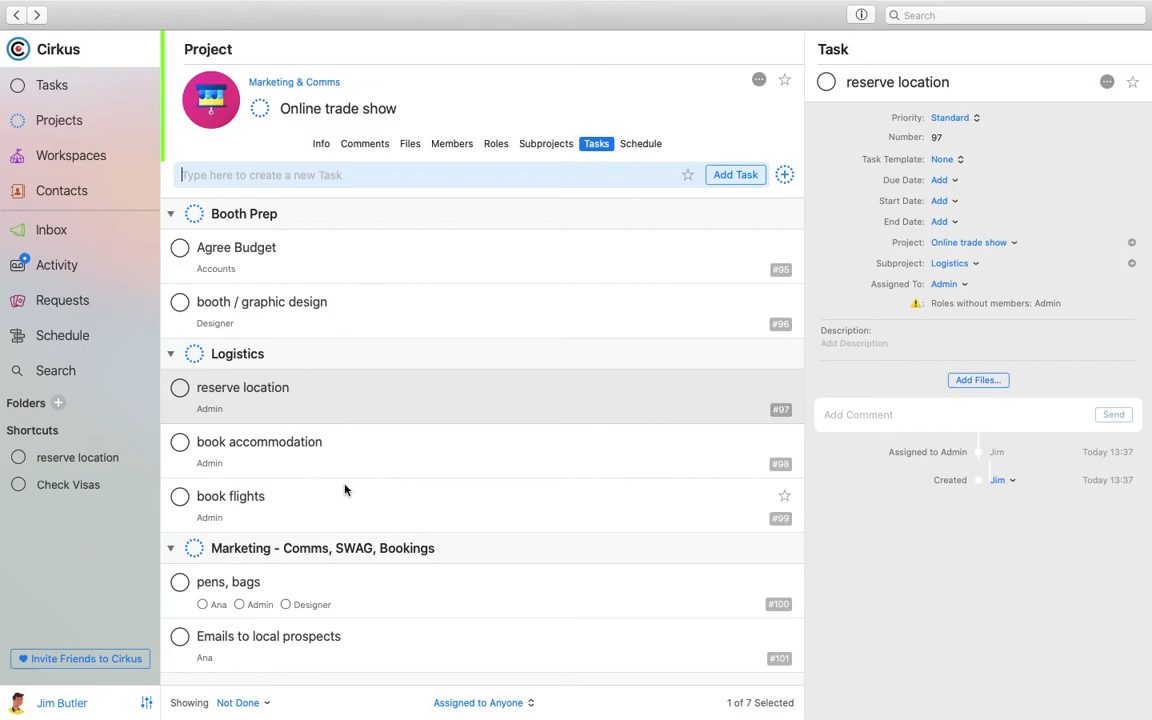 Search
Cirkus
Tasks
Projects
Workspaces
Contacts
Inbox
Activity
Requests
Schedule
Search
Folders
Shortcuts
reserve location
Check Visas
Invite Friends to Cirkus
Jim Butler
Project
Marketing & Comms
Online trade show
Info Comments Files Members Roles Subprojects Tasks Schedule
Type here to create a new Task Add Task
Booth Prep
Agree Budget
Accounts #95
booth / graphic design
Designer #96
Logistics
reserve location
Admin #97
book accommodation
Admin #98
book flights
Admin #99
Marketing - Comms, SWAG, Bookings
pens, bags
Ana Admin Designer #100
Emails to local prospects
Ana #101
Showing Not Done Assigned to Anyone 1 of 7 Selected
Task
reserve location
Priority: Standard
Number: 97
Task Template: None
Due Date: Add
Start Date: Add
End Date: Add
Project: Online trade show
Subproject: Logistics
Assigned To: Admin
: Roles without members: Admin
Description:
Add Description
Add Files...
Add Comment Send
Assigned to Admin Jim Today 13:37
Created Jim Today 13:37